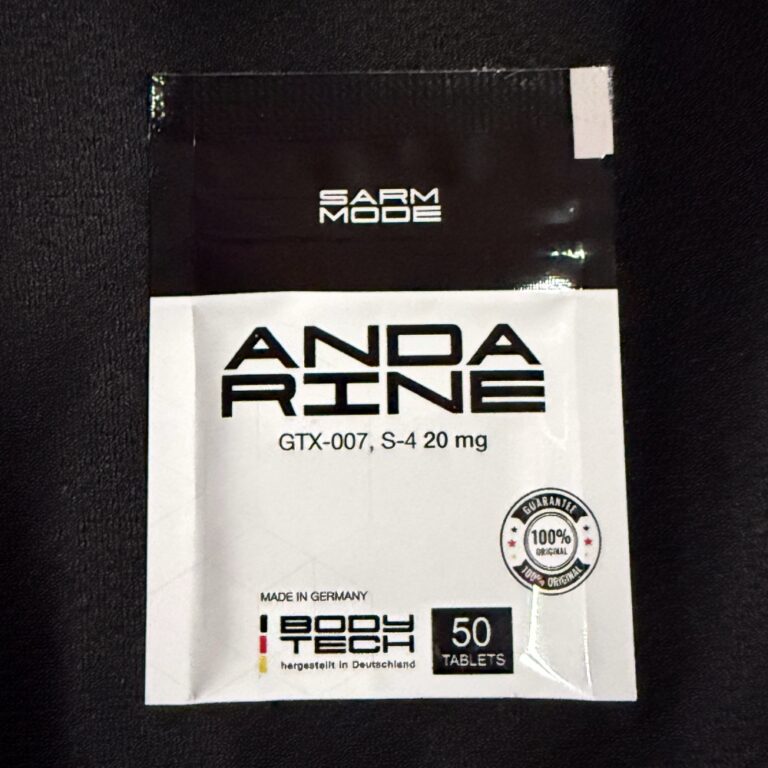 SARM
MODE
ANDA
RINE
GTX-007, S-4 20 mg
GUARANTEE
100%
ORIGINAL
100% ORIGINAL
MADE IN GERMANY
BODY
TECH
hergestellt in Deutschland
50
TABLETS